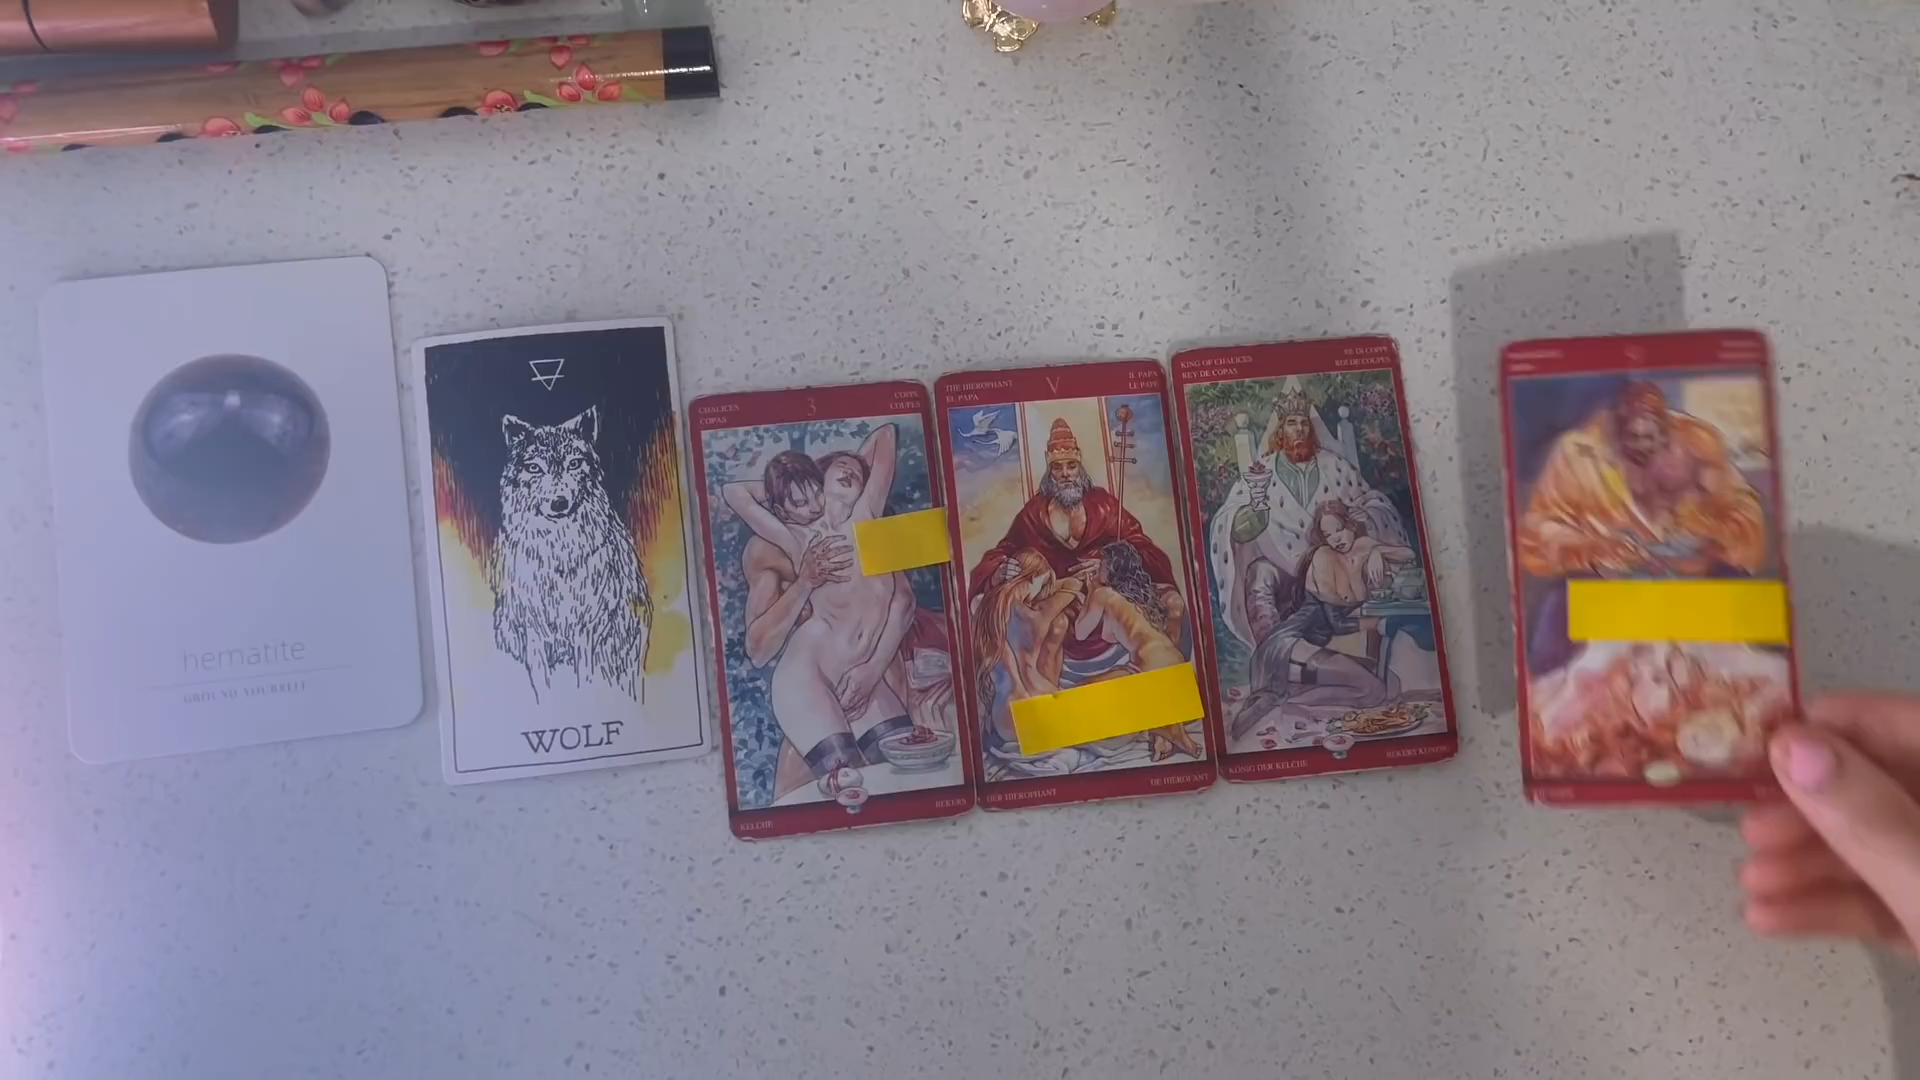 hematite
GROUND YOURSELF
WOLF
CHALICES
COPAS
3
COPPE
COUPES
KELCHE
BEKERS
THE HIEROPHANT
EL PAPA
V
IL PAPA
LE PAPE
DER HIEROPHANT
DE HIEROFANT
KING OF CHALICES
REY DE COPAS
RE DI COPPE
ROI DE COUPES
KÖNIG DER KELCHE
BEKERS KONING